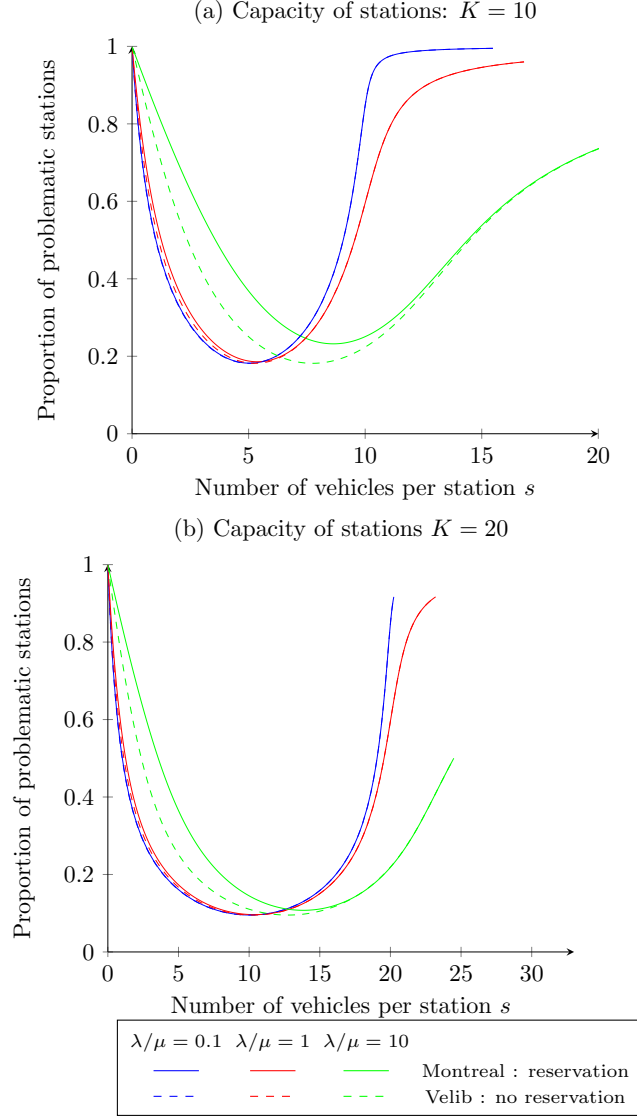 (a) Capacity of stations: K = 10
Proportion of problematic stations
1
0.8
0.6
0.4
0.2
0
0 5 10 15 20
Number of vehicles per station s
(b) Capacity of stations K = 20
Proportion of problematic stations
1
0.8
0.6
0.4
0.2
0
0 5 10 15 20 25 30
Number of vehicles per station s
λ/μ = 0.1 λ/μ = 1 λ/μ = 10
Montreal : reservation
Velib : no reservation